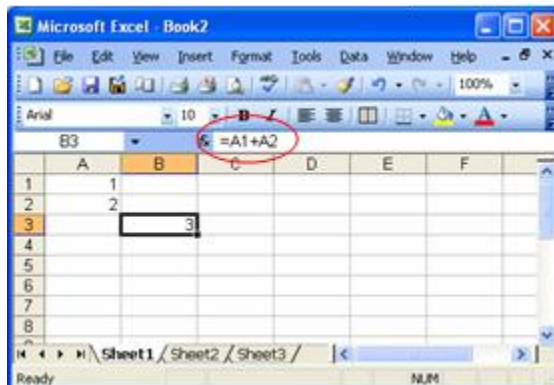 Microsoft Excel - Book2
File Edit View Insert Format Tools Data Window Help
100%
Arial 10 B I A
B3 fx =A1+A2
A B C D E F
1 1
2 2
3 3
4
5
6
7
8
Sheet1 Sheet2 Sheet3
Ready NUM